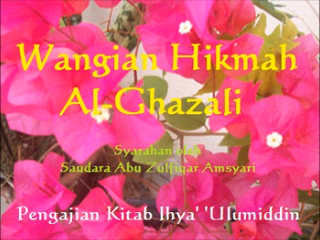 Wangian Hikmah
Al-Ghazali
Syarahan oleh
Saudara Abu Zulfiqar Amsyari
Pengajian Kitab Ihya' 'Ulumiddin